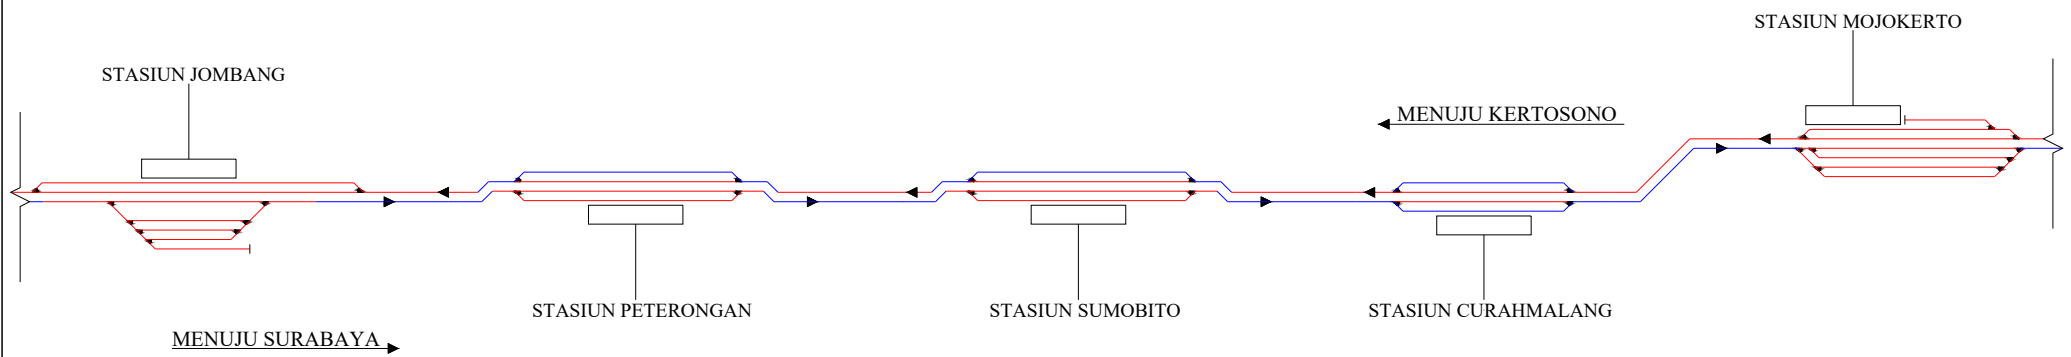 STASIUN MOJOKERTO
STASIUN JOMBANG
MENUJU KERTOSONO
STASIUN PETERONGAN
STASIUN SUMOBITO
STASIUN CURAHMALANG
MENUJU SURABAYA